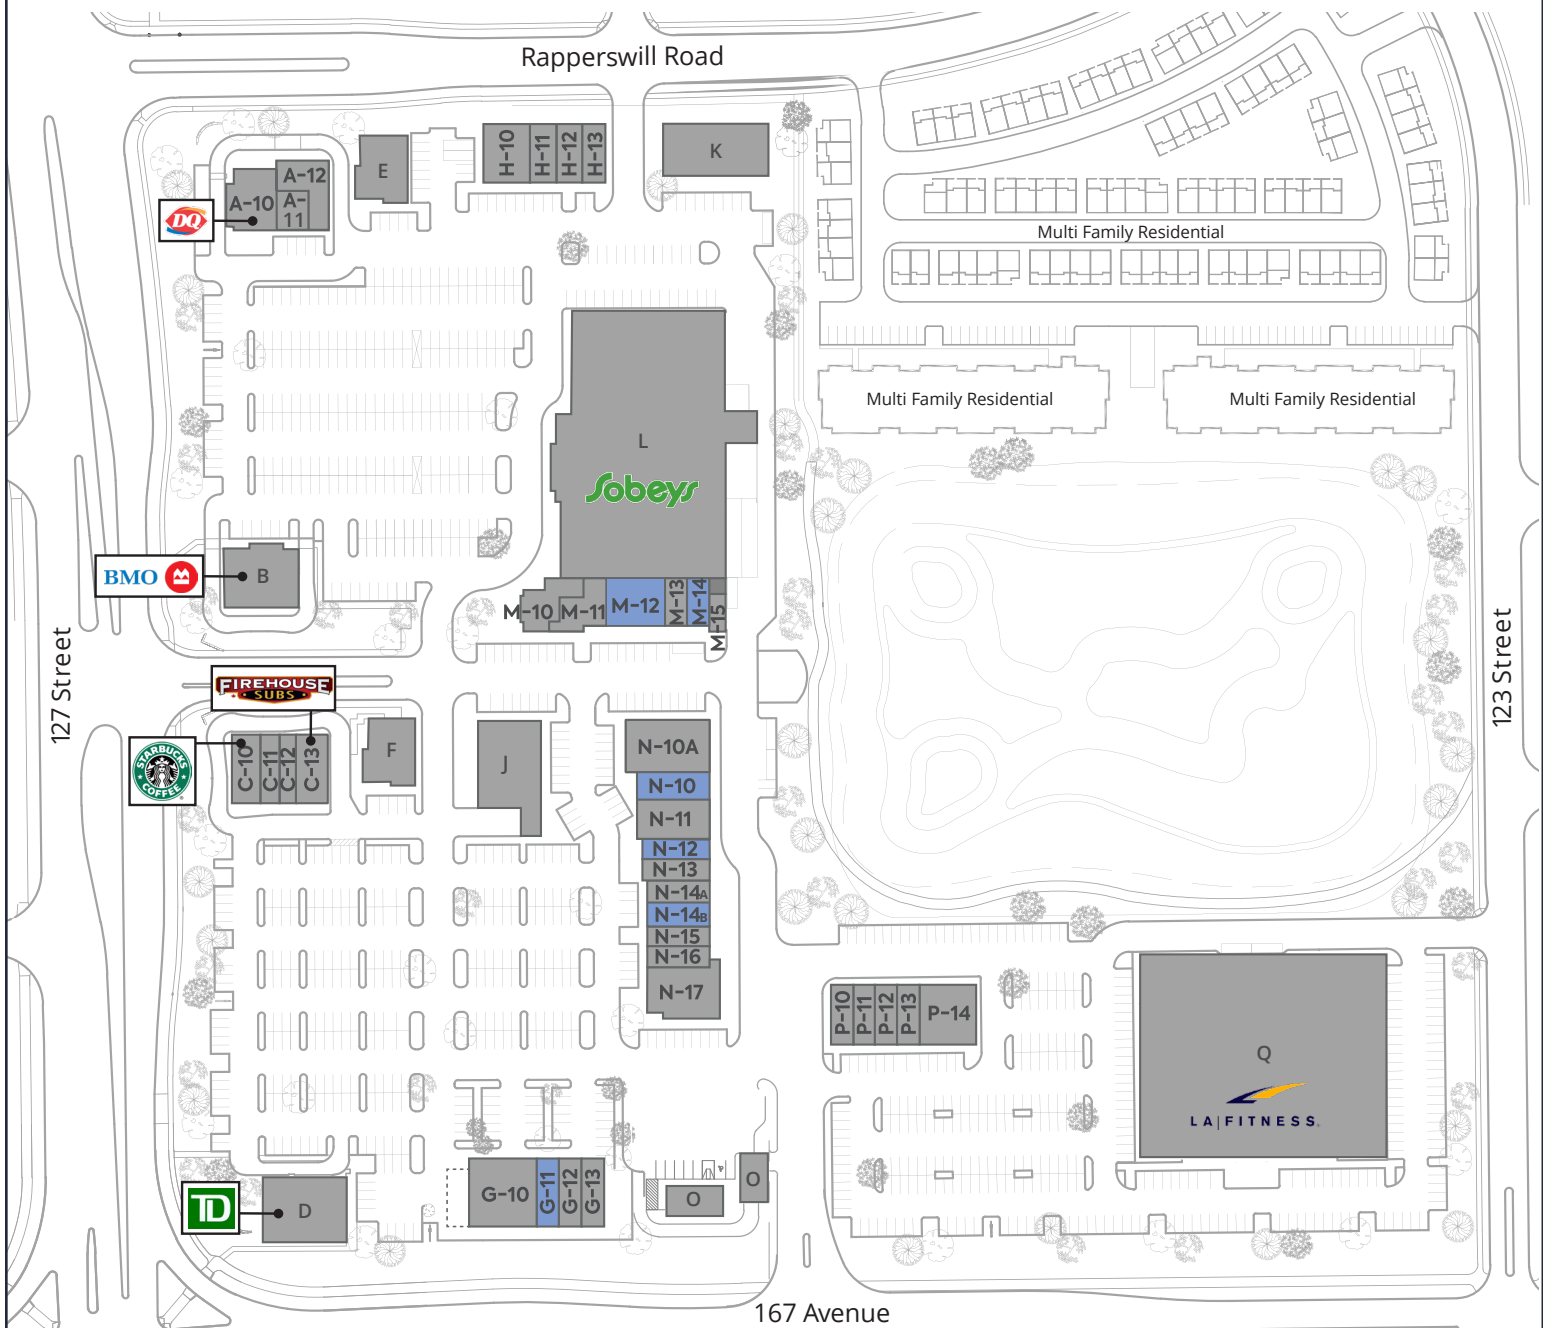 Rapperswill Road
H-10
H-11
H-12
H-13
K
E
A-12
A-10
A-
11
DQ
Multi Family Residential
Multi Family Residential
Multi Family Residential
L
Sobeys
BMO
B
M-10
M-11
M-12
M-13
M-14
M-15
127 Street
123 Street
FIREHOUSE
SUBS
STARBUCKS
COFFEE
C-10
C-11
C-12
C-13
F
J
N-10A
N-10
N-11
N-12
N-13
N-14A
N-14B
N-15
N-16
N-17
P-10
P-11
P-12
P-13
P-14
Q
LA|FITNESS
TD
D
G-10
G-11
G-12
G-13
O
O
167 Avenue